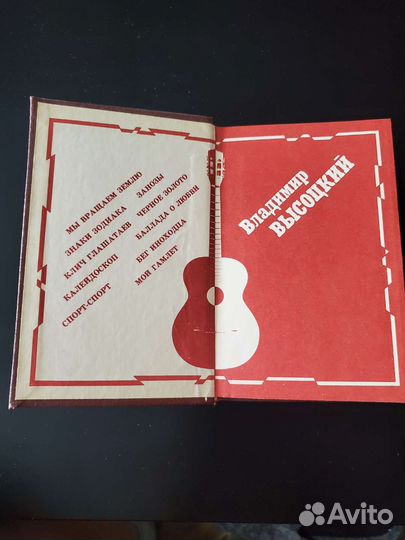 МЫ ВРАЩАЕМ ЗЕМЛЮ
ЗНАКИ ЗОДИАКА
КЛИЧ ГЛАШАТАЕВ
КАЛЕЙДОСКОП
СПОРТ-СПОРТ
ЗАНОЗЫ
ЧЕРНОЕ ЗОЛОТО
БАЛЛАДА О ЛЮБВИ
БЕГ ИНОХОДЦА
МОЙ ГАМЛЕТ
Владимир
ВЫСОЦКИЙ
Avito